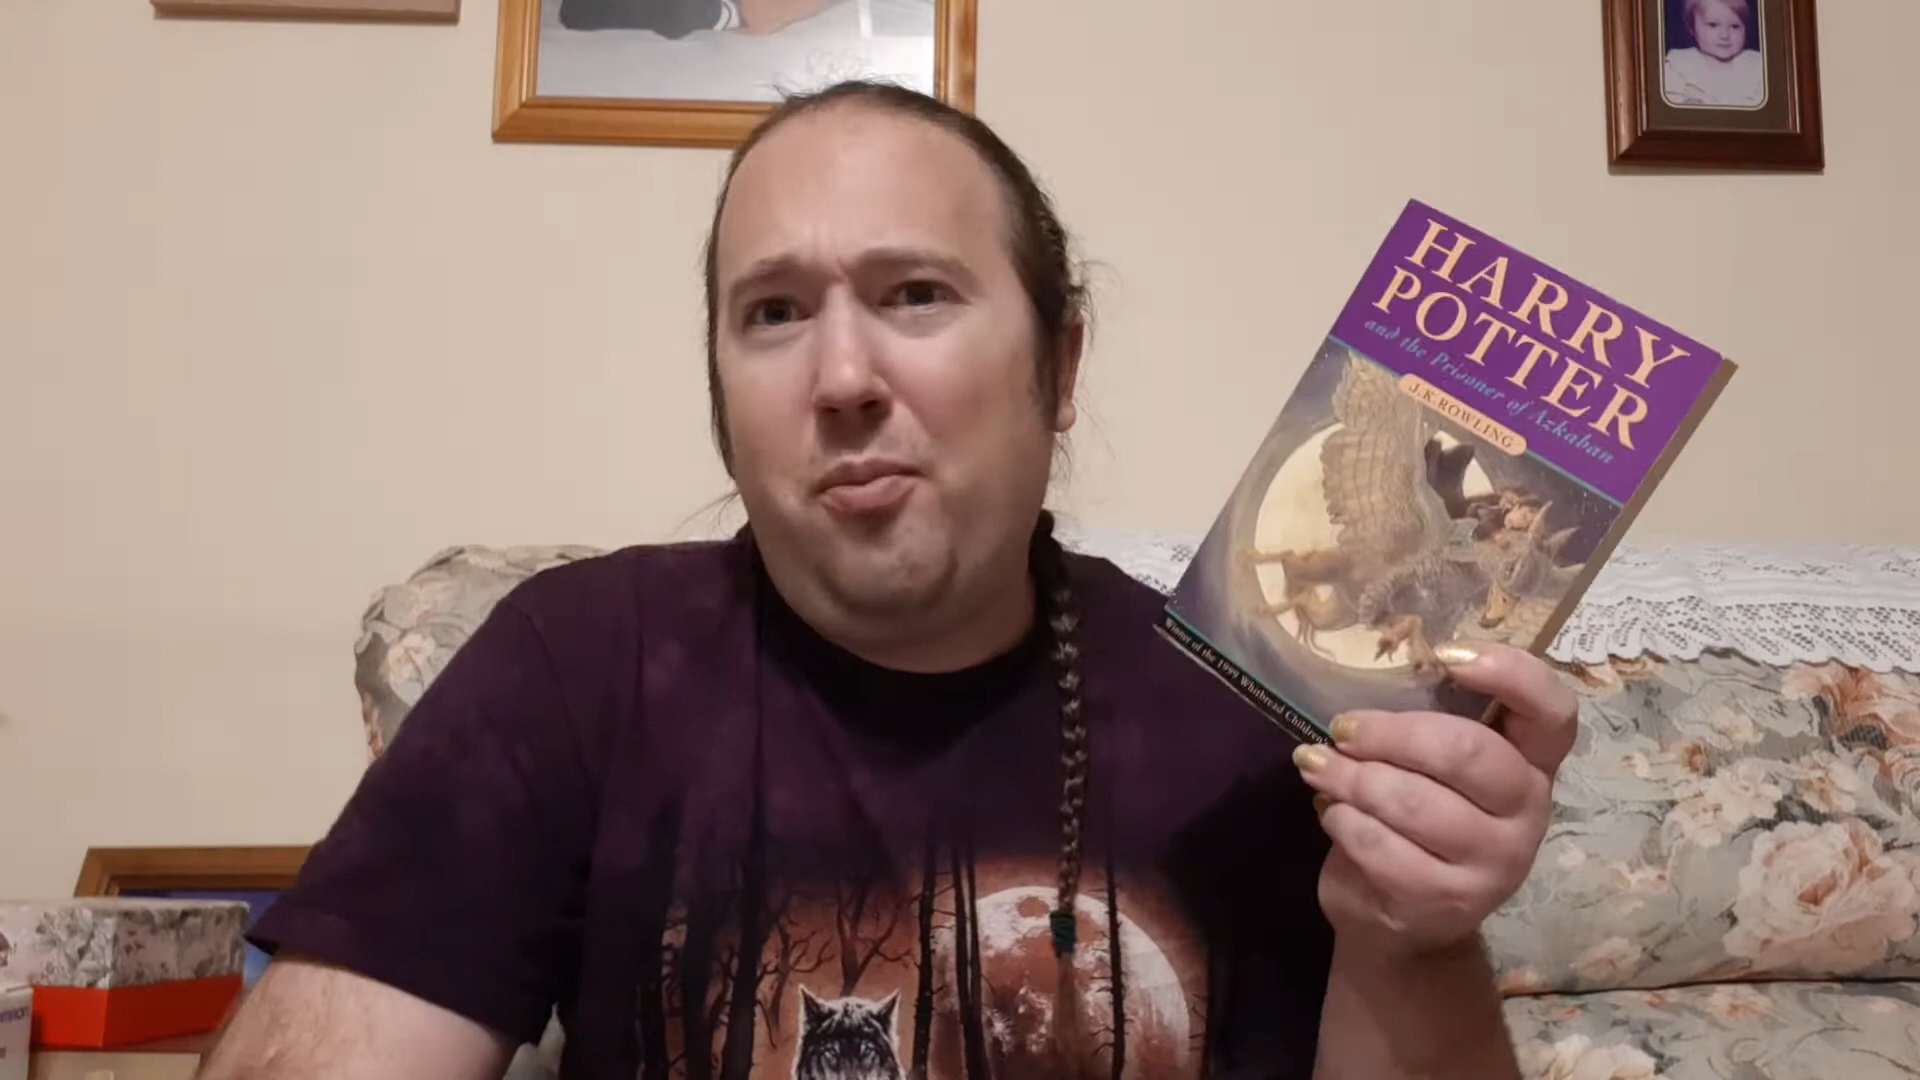 HARRY
POTTER
and the Prisoner of Azkaban
J.K.ROWLING
Winner of the 1999 Whitbread Children's